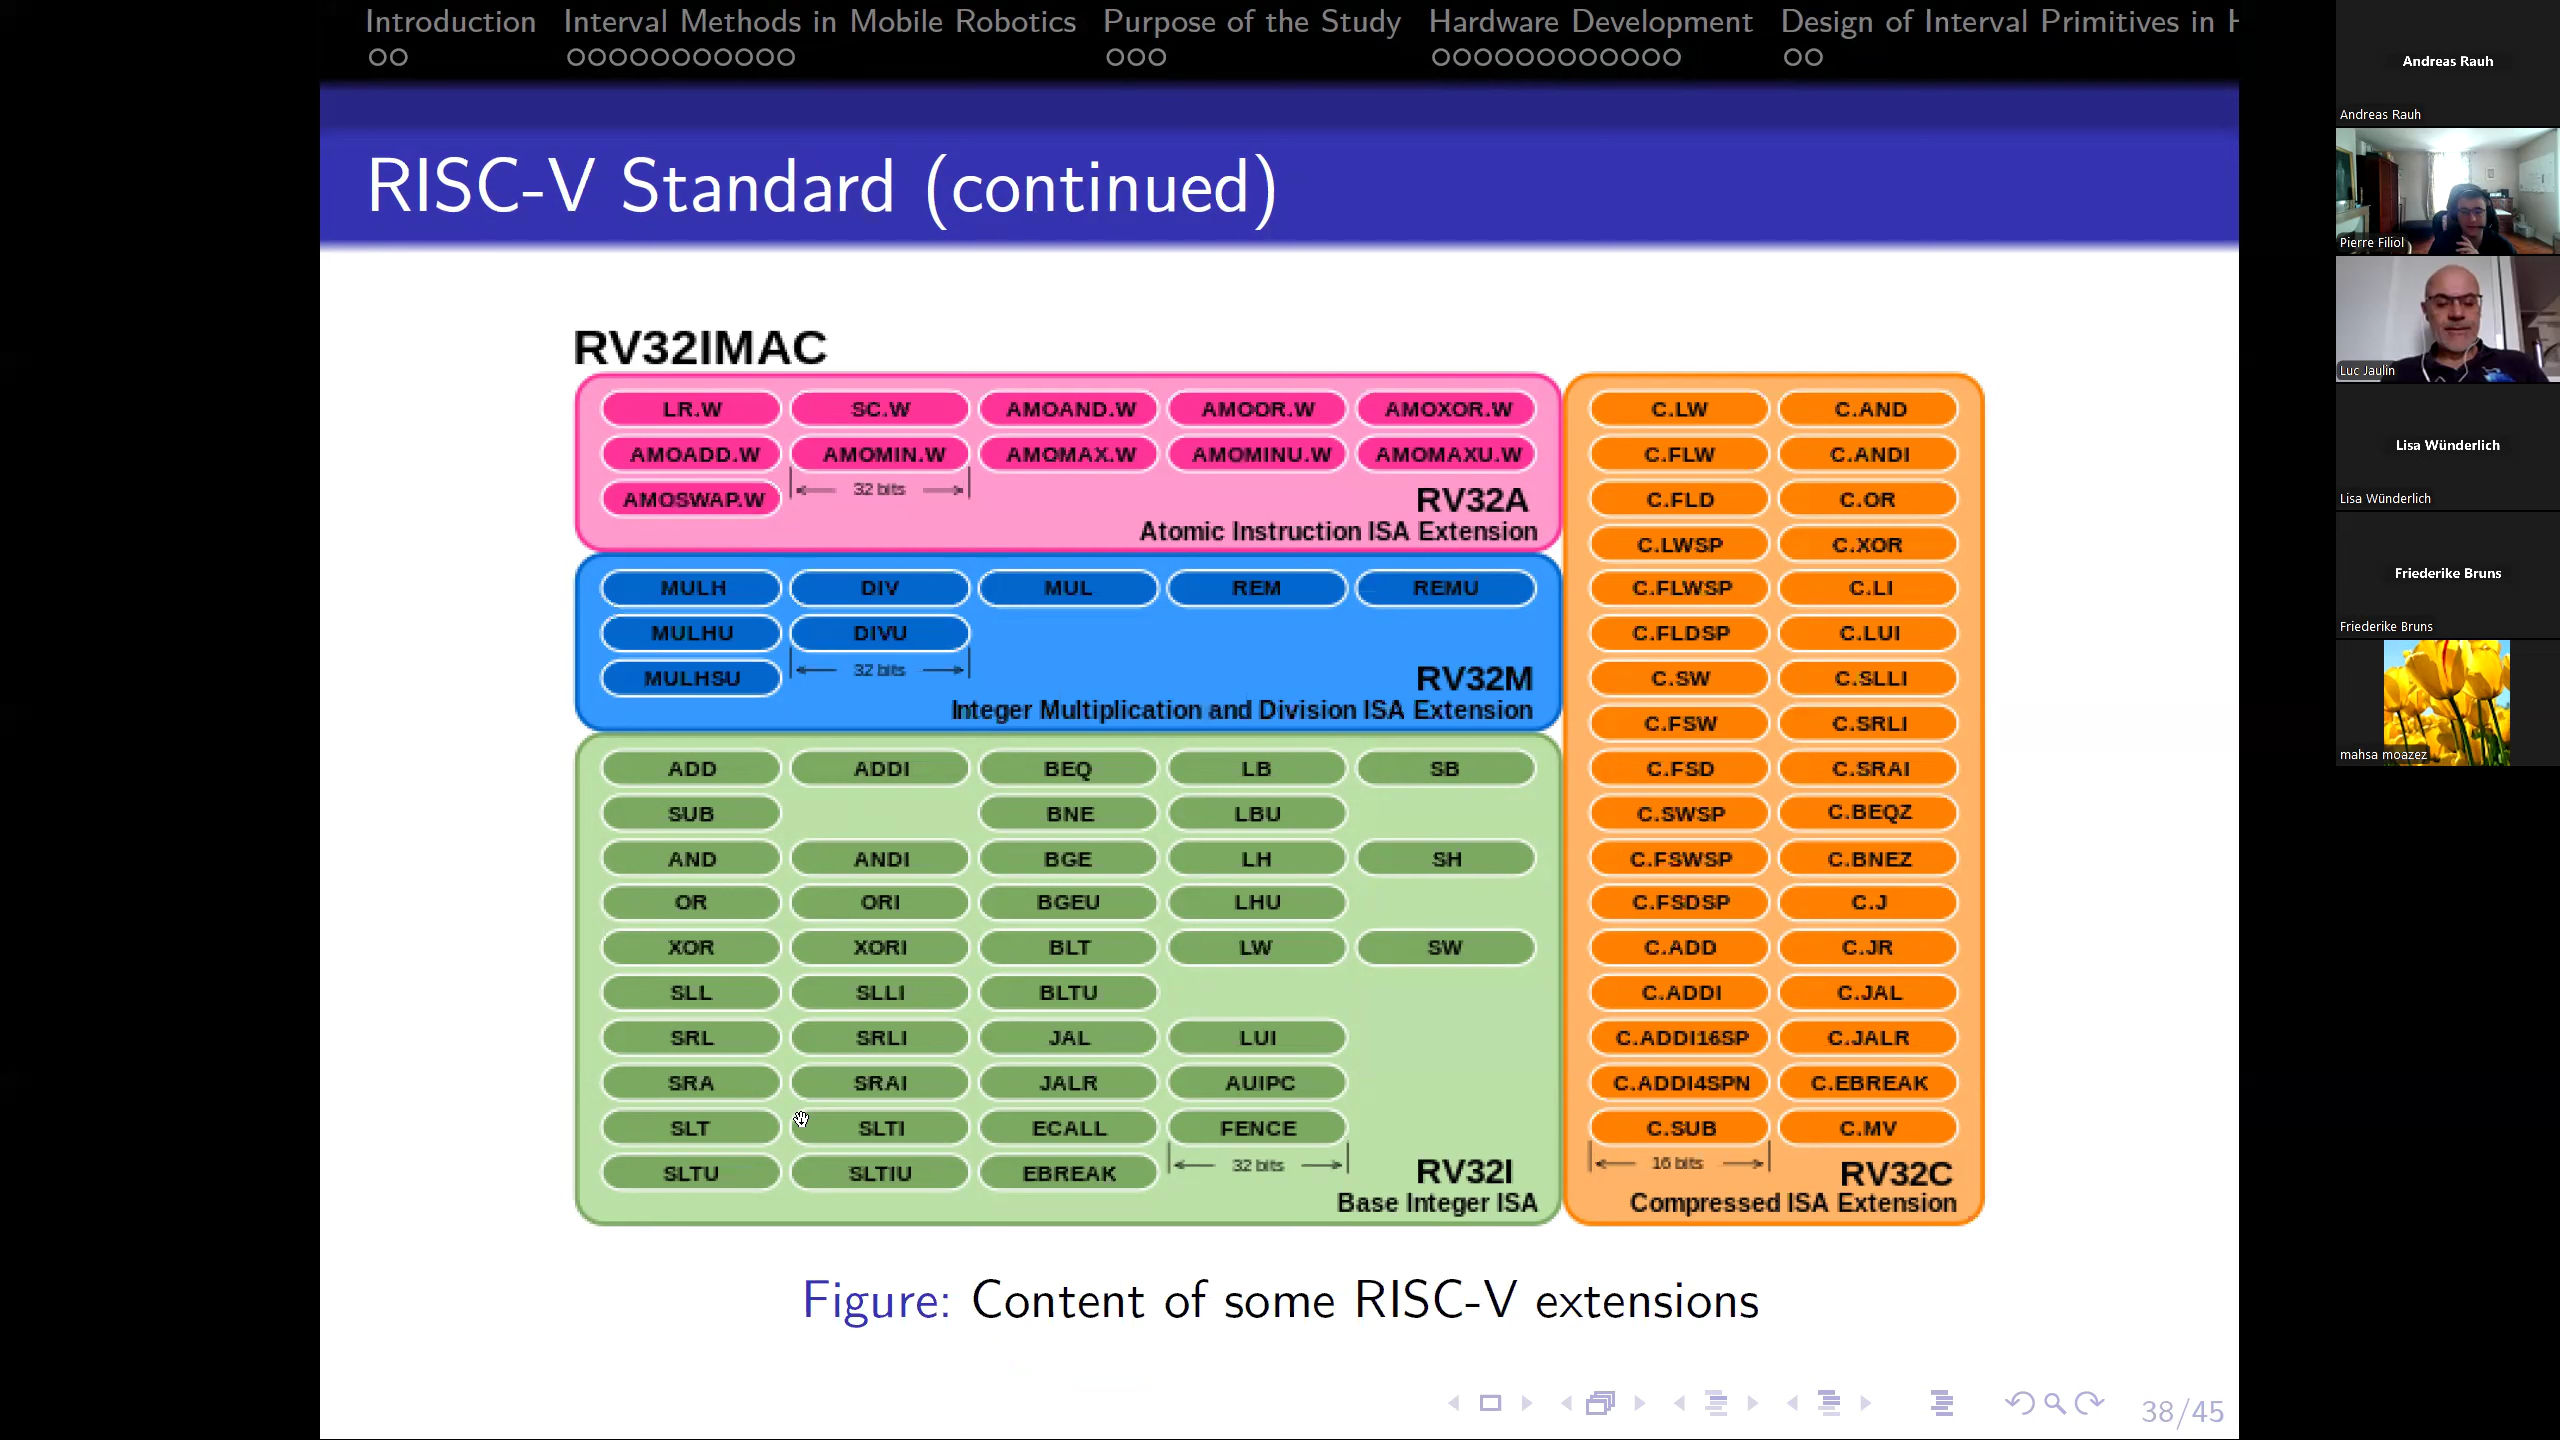 Introduction Interval Methods in Mobile Robotics Purpose of the Study Hardware Development Design of Interval Primitives in H
RISC-V Standard (continued)
RV32IMAC
LR.W SC.W AMOAND.W AMOOR.W AMOXOR.W
AMOADD.W AMOMIN.W AMOMAX.W AMOMINU.W AMOMAXU.W
AMOSWAP.W 32 bits RV32A
Atomic Instruction ISA Extension
MULH DIV MUL REM REMU
MULHU DIVU
MULHSU 32 bits RV32M
Integer Multiplication and Division ISA Extension
ADD ADDI BEQ LB SB
SUB BNE LBU
AND ANDI BGE LH SH
OR ORI BGEU LHU
XOR XORI BLT LW SW
SLL SLLI BLTU
SRL SRLI JAL LUI
SRA SRAI JALR AUIPC
SLT SLTI ECALL FENCE
SLTU SLTIU EBREAK 32 bits RV32I
Base Integer ISA
C.LW C.AND
C.FLW C.ANDI
C.FLD C.OR
C.LWSP C.XOR
C.FLWSP C.LI
C.FLDSP C.LUI
C.SW C.SLLI
C.FSW C.SRLI
C.FSD C.SRAI
C.SWSP C.BEQZ
C.FSWSP C.BNEZ
C.FSDSP C.J
C.ADD C.JR
C.ADDI C.JAL
C.ADDI16SP C.JALR
C.ADDI4SPN C.EBREAK
C.SUB C.MV
16 bits RV32C
Compressed ISA Extension
Figure: Content of some RISC-V extensions
38/45
Andreas Rauh
Andreas Rauh
Pierre Filiol
Luc Jaulin
Lisa Wünderlich
Lisa Wünderlich
Friederike Bruns
Friederike Bruns
mahsa moazez